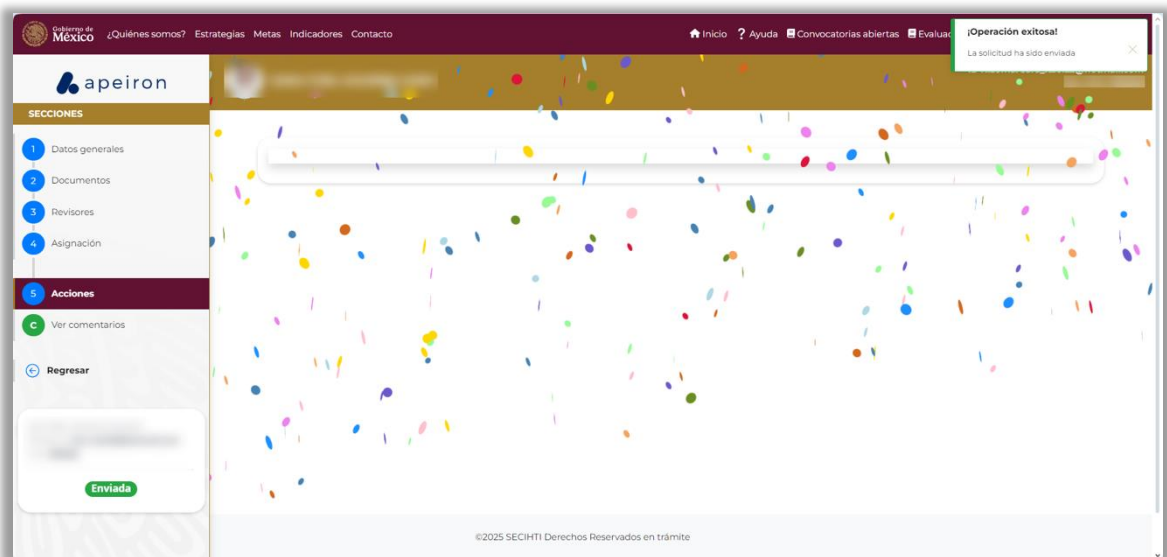 Gobierno de
México
¿Quiénes somos? Estrategias Metas Indicadores Contacto
Inicio ? Ayuda Convocatorias abiertas
¡Operación exitosa!
La solicitud ha sido enviada
apeiron
SECCIONES
1 Datos generales
2 Documentos
3 Revisores
4 Asignación
5 Acciones
C Ver comentarios
Regresar
Enviada
©2025 SECIHTI Derechos Reservados en trámite